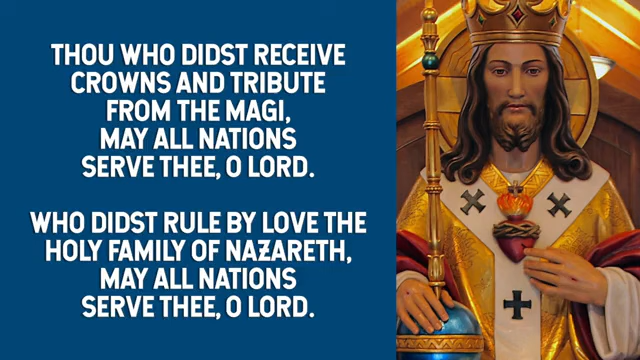 THOU WHO DIDST RECEIVE
CROWNS AND TRIBUTE
FROM THE MAGI,
MAY ALL NATIONS
SERVE THEE, O LORD.
WHO DIDST RULE BY LOVE THE
HOLY FAMILY OF NAZARETH,
MAY ALL NATIONS
SERVE THEE, O LORD.